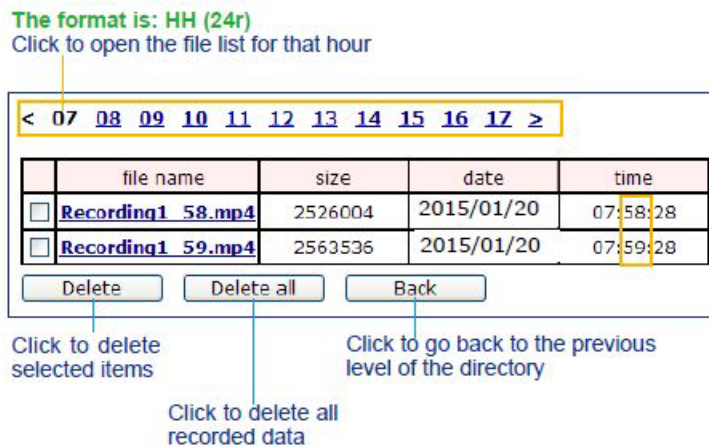 The format is: HH (24r)
Click to open the file list for that hour
< 07 08 09 10 11 12 13 14 15 16 17 >
file name size date time
Recording1_58.mp4 2526004 2015/01/20 07:58:28
Recording1_59.mp4 2563536 2015/01/20 07:59:28
Delete Delete all Back
Click to delete
selected items
Click to go back to the previous
level of the directory
Click to delete all
recorded data